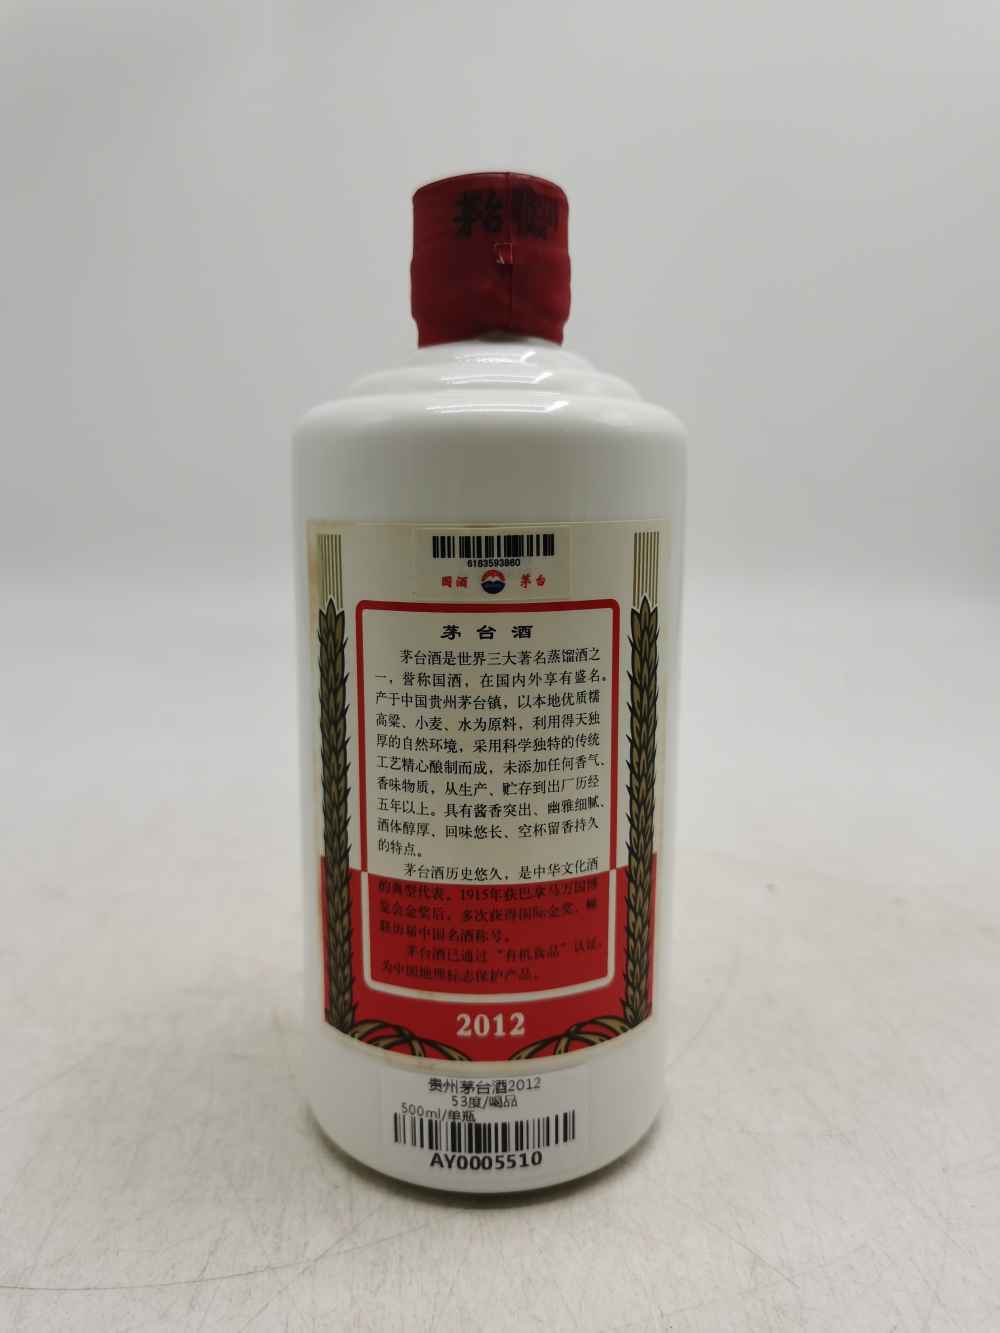 茅台
6183593860
国酒 茅台
茅台酒
茅台酒是世界三大著名蒸馏酒之
一，誉称国酒，在国内外享有盛名。
产于中国贵州茅台镇，以本地优质糯
高粱、小麦、水为原料，利用得天独
厚的自然环境，采用科学独特的传统
工艺精心酿制而成，未添加任何香气、
香味物质，从生产、贮存到出厂历经
五年以上。具有酱香突出、幽雅细腻、
酒体醇厚、回味悠长、空杯留香持久
的特点。
茅台酒历史悠久，是中华文化酒
的典型代表。1915年获巴拿马万国博
览会金奖后，多次获得国际金奖，蝉
联历届中国名酒称号。
茅台酒已通过“有机食品”认证，
为中国地理标志保护产品。
2012
贵州茅台酒2012
53度/喝品
500ml/单瓶
AY0005510